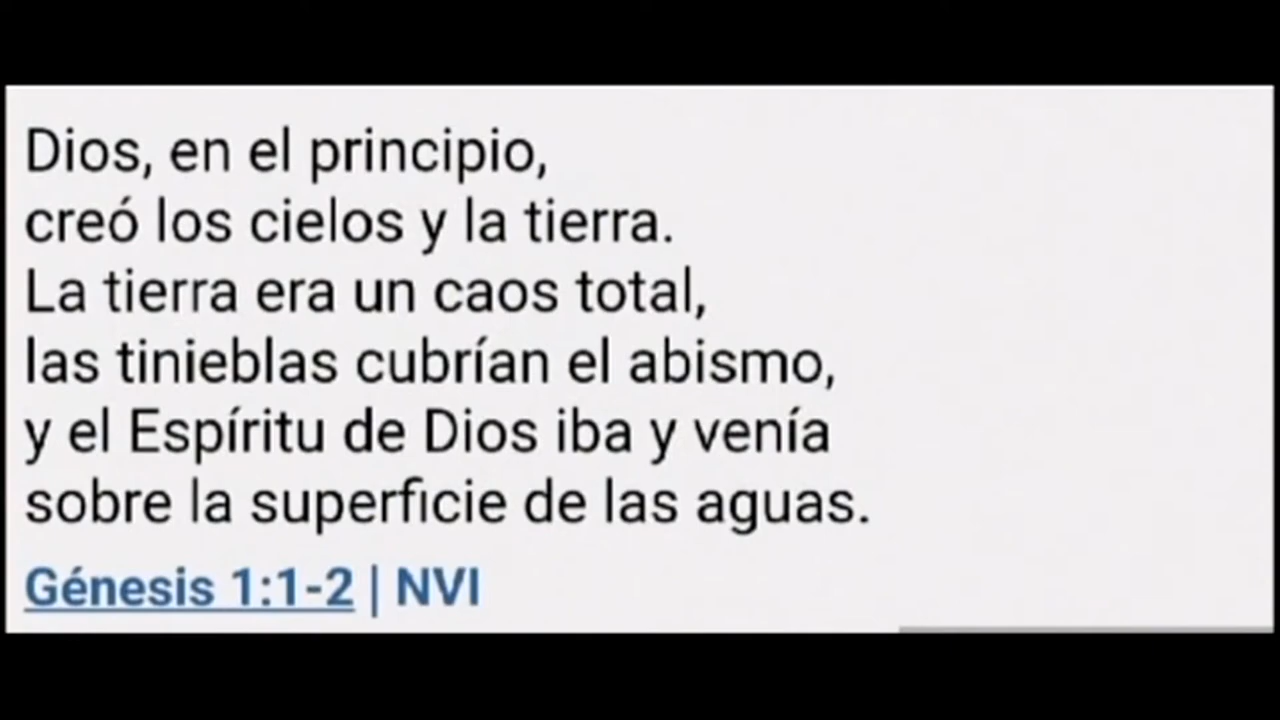 Dios, en el principio,
creó los cielos y la tierra.
La tierra era un caos total,
las tinieblas cubrían el abismo,
y el Espíritu de Dios iba y venía
sobre la superficie de las aguas.
Génesis 1:1-2 | NVI